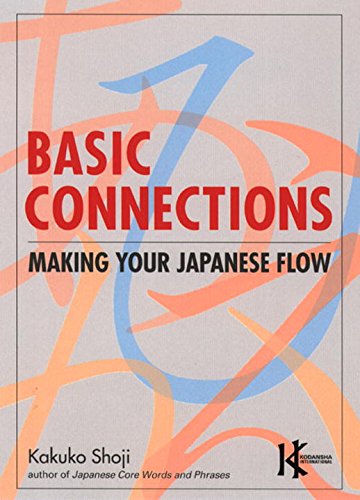 BASIC
CONNECTIONS
MAKING YOUR JAPANESE FLOW
Kakuko Shoji
author of Japanese Core Words and Phrases
KODANSHA
INTERNATIONAL